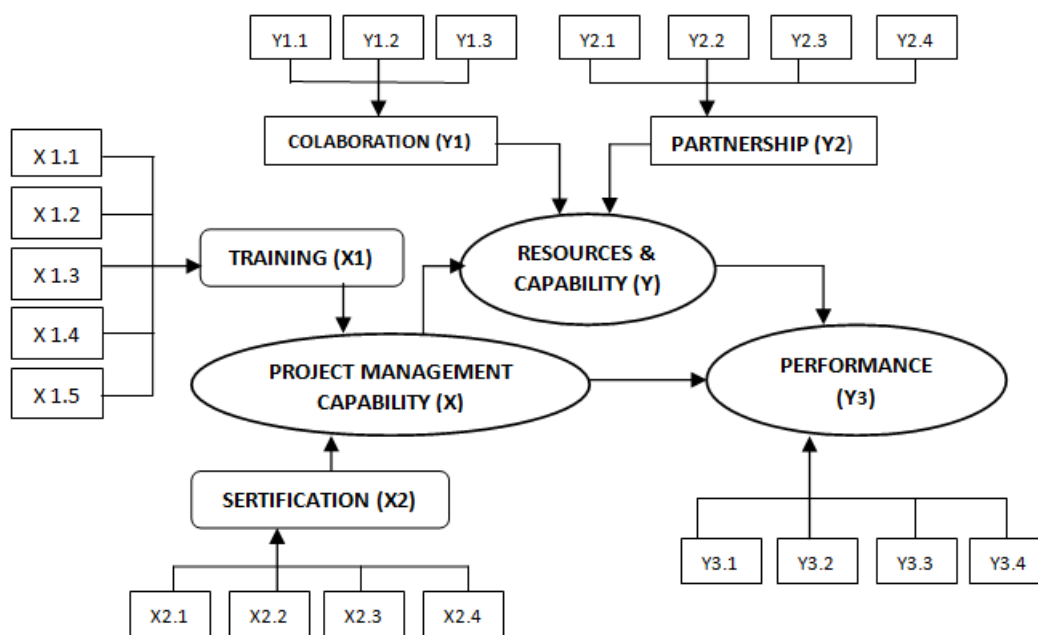 Y1.1
Y1.2
Y1.3
Y2.1
Y2.2
Y2.3
Y2.4
COLABORATION (Y1)
PARTNERSHIP (Y2)
X 1.1
X 1.2
X 1.3
X 1.4
X 1.5
TRAINING (X1)
RESOURCES &
CAPABILITY (Y)
PROJECT MANAGEMENT
CAPABILITY (X)
PERFORMANCE
(Y3)
SERTIFICATION (X2)
X2.1
X2.2
X2.3
X2.4
Y3.1
Y3.2
Y3.3
Y3.4